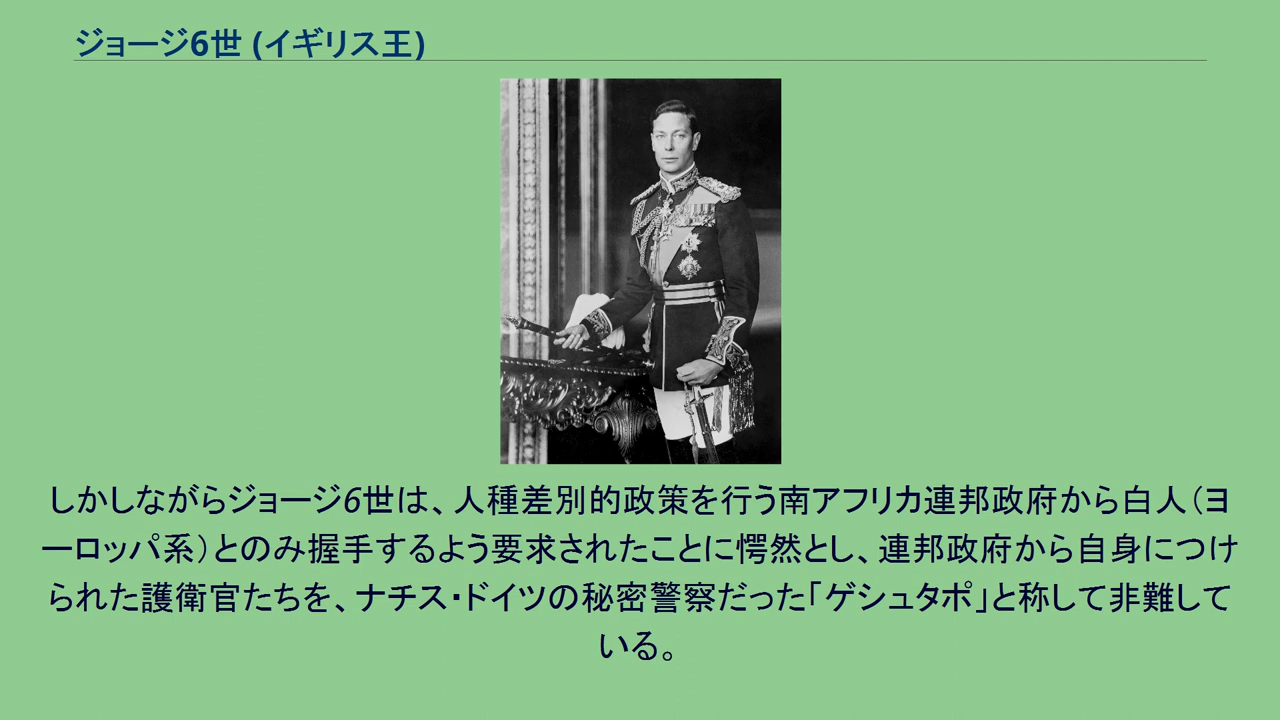 ジョージ6世 (イギリス王)
しかしながらジョージ6世は、人種差別的政策を行う南アフリカ連邦政府から白人（ヨ
ーロッパ系）とのみ握手するよう要求されたことに愕然とし、連邦政府から自身につけ
られた護衛官たちを、ナチス・ドイツの秘密警察だった「ゲシュタポ」と称して非難して
いる。